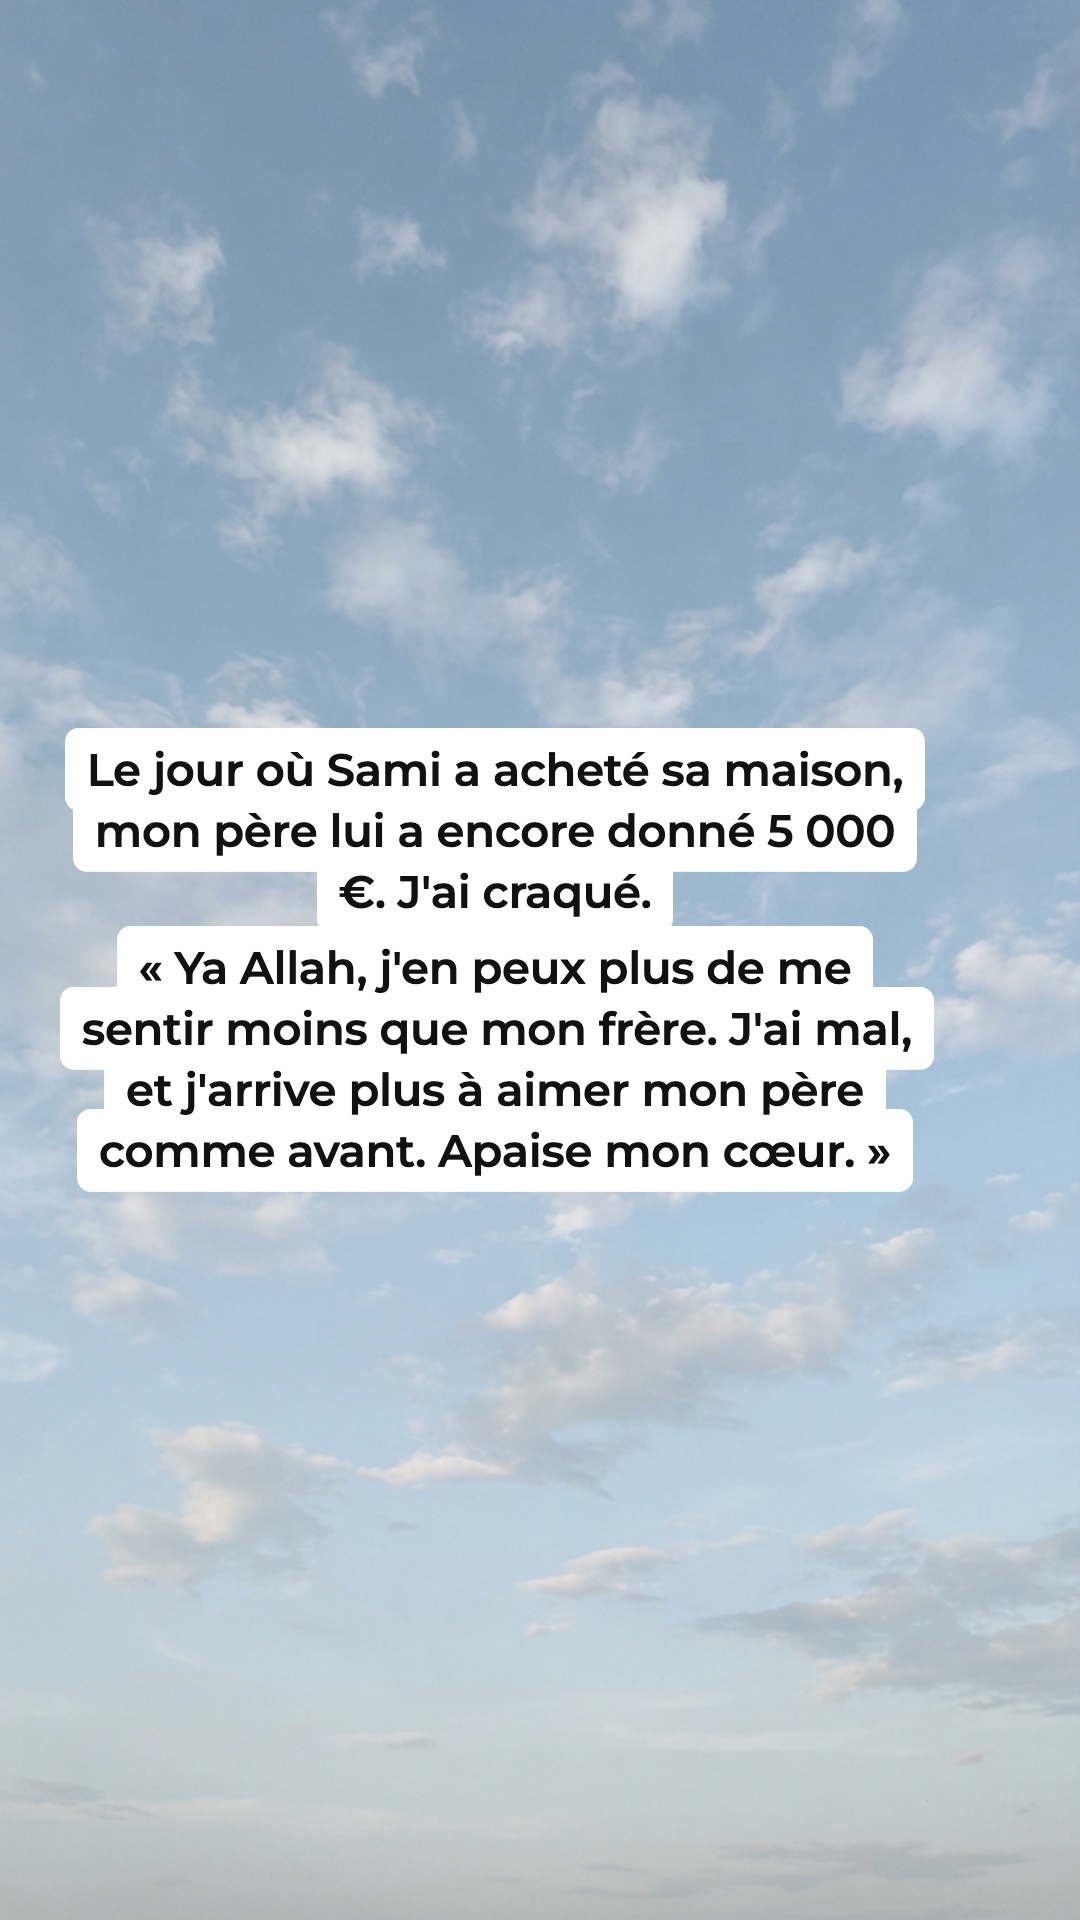 Le jour où Sami a acheté sa maison,
mon père lui a encore donné 5 000
€. J'ai craqué.
« Ya Allah, j'en peux plus de me
sentir moins que mon frère. J'ai mal,
et j'arrive plus à aimer mon père
comme avant. Apaise mon cœur. »